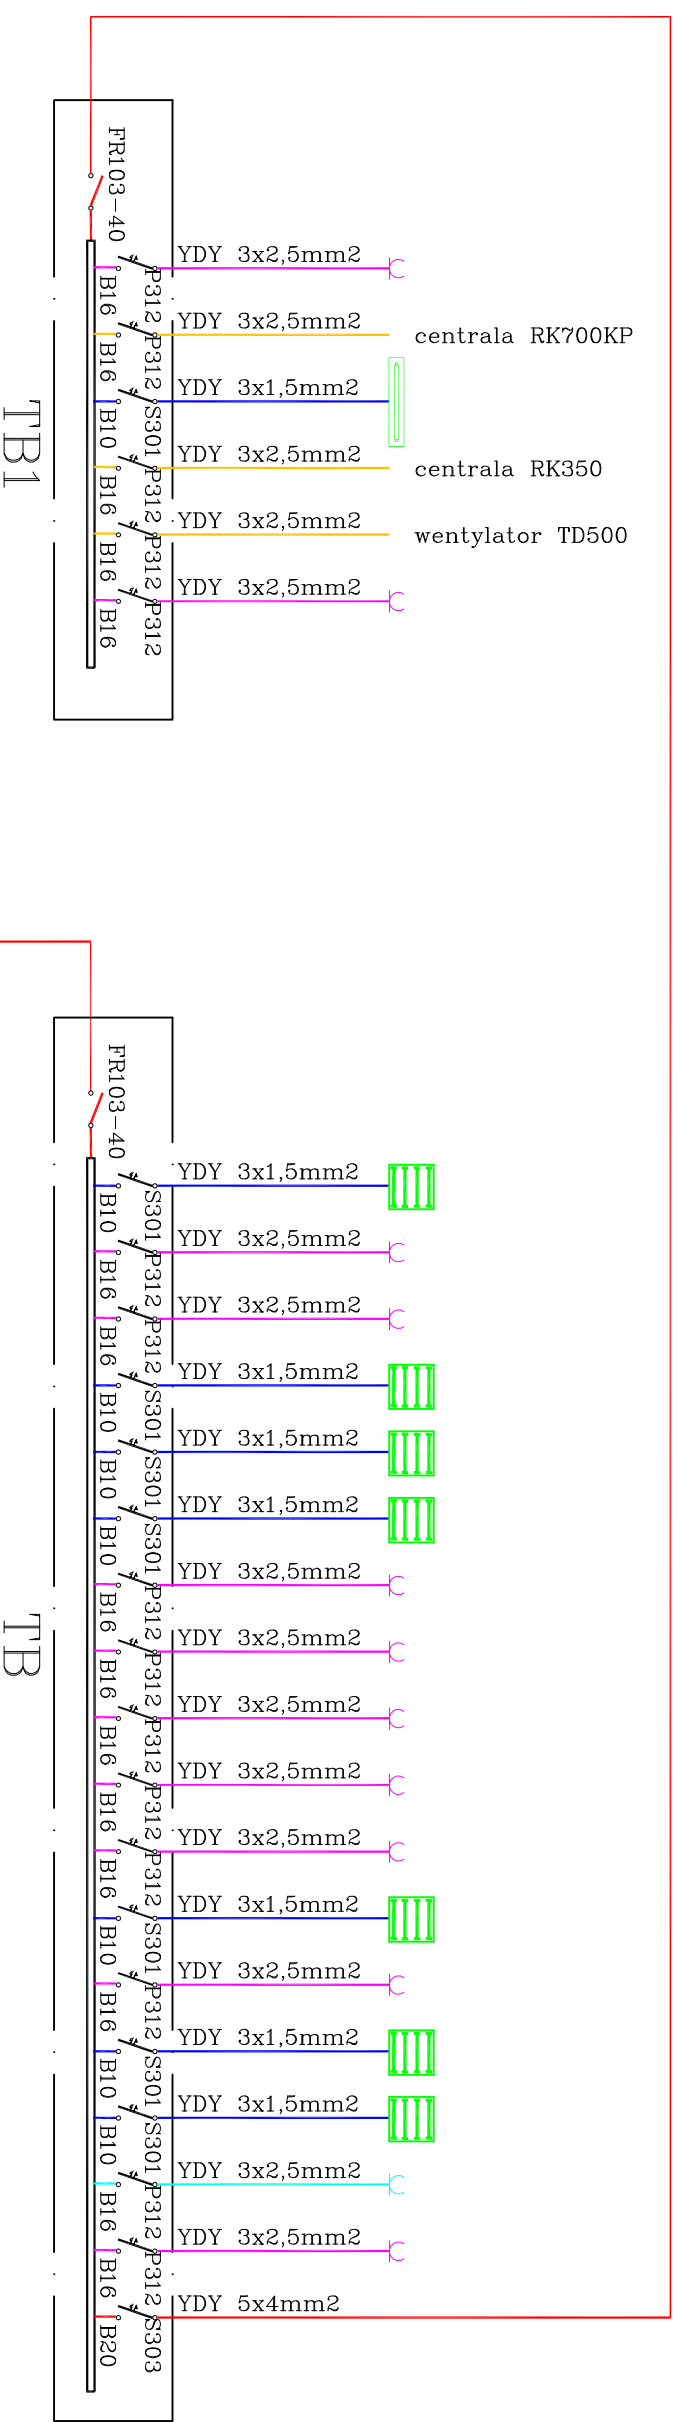 FR103-40
YDY 3x2,5mm2
B16 P312
YDY 3x2,5mm2
centrala RK700KP
B16 P312
YDY 3x1,5mm2
B10 S301
YDY 3x2,5mm2
centrala RK350
B16 P312
YDY 3x2,5mm2
wentylator TD500
B16 P312
YDY 3x2,5mm2
B16 P312
TB1
FR103-40
YDY 3x1,5mm2
B10 S301
YDY 3x2,5mm2
B16 P312
YDY 3x2,5mm2
B16 P312
YDY 3x1,5mm2
B10 S301
YDY 3x1,5mm2
B10 S301
YDY 3x1,5mm2
B10 S301
YDY 3x2,5mm2
B16 P312
YDY 3x2,5mm2
B16 P312
YDY 3x2,5mm2
B16 P312
YDY 3x2,5mm2
B16 P312
YDY 3x2,5mm2
B16 P312
YDY 3x1,5mm2
B10 S301
YDY 3x2,5mm2
B16 P312
YDY 3x1,5mm2
B10 S301
YDY 3x1,5mm2
B10 S301
YDY 3x2,5mm2
B16 P312
YDY 3x2,5mm2
B16 P312
YDY 5x4mm2
B20 S303
TB